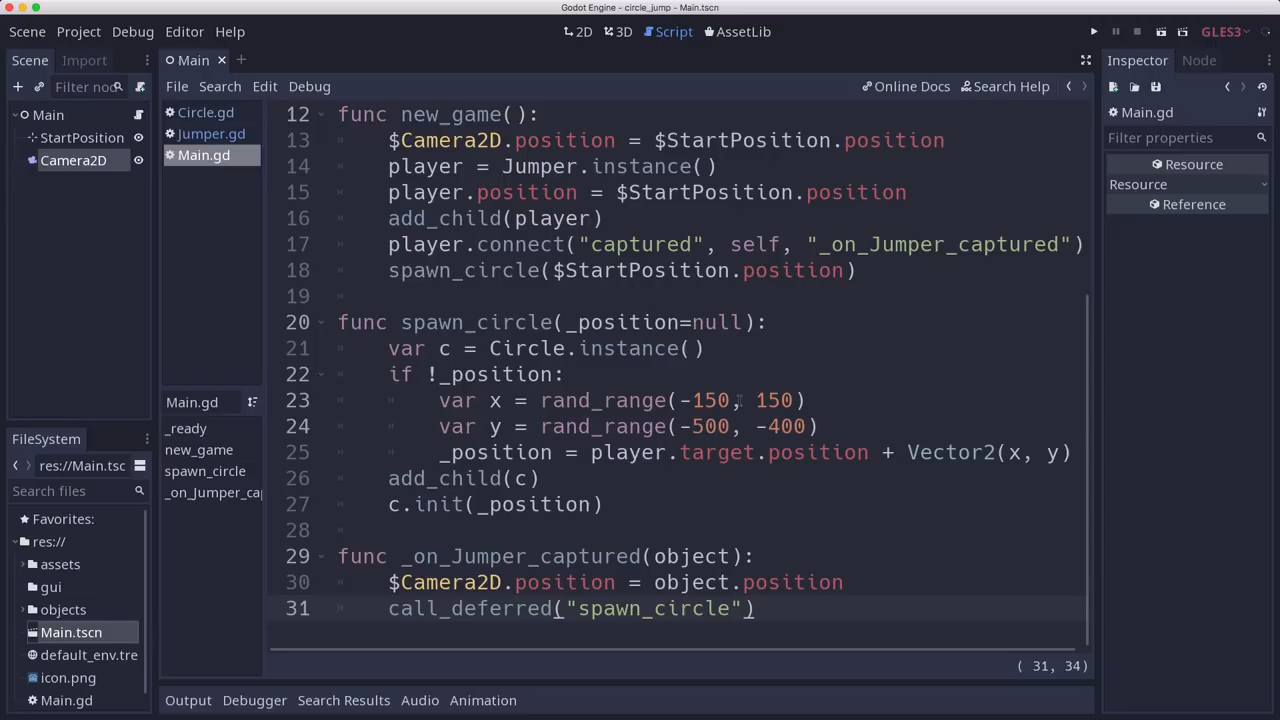 Godot Engine - circle_jump - Main.tscn
Scene Project Debug Editor Help
2D 3D Script AssetLib
GLES3
Scene Import
Filter nod
Main
StartPosition
Camera2D
Main
File Search Edit Debug
Online Docs Search Help
Circle.gd
Jumper.gd
Main.gd
Main.gd
_ready
new_game
spawn_circle
_on_Jumper_cap
12 func new_game():
13 $Camera2D.position = $StartPosition.position
14 player = Jumper.instance()
15 player.position = $StartPosition.position
16 add_child(player)
17 player.connect("captured", self, "_on_Jumper_captured")
18 spawn_circle($StartPosition.position)
19
20 func spawn_circle(_position=null):
21 var c = Circle.instance()
22 if !_position:
23 var x = rand_range(-150, 150)
24 var y = rand_range(-500, -400)
25 _position = player.target.position + Vector2(x, y)
26 add_child(c)
27 c.init(_position)
28
29 func _on_Jumper_captured(object):
30 $Camera2D.position = object.position
31 call_deferred("spawn_circle")
( 31, 34)
FileSystem
res://Main.tsc
Search files
Favorites:
res://
assets
gui
objects
Main.tscn
default_env.tre
icon.png
Main.gd
Output Debugger Search Results Audio Animation
Inspector Node
Main.gd
Filter properties
Resource
Resource
Reference